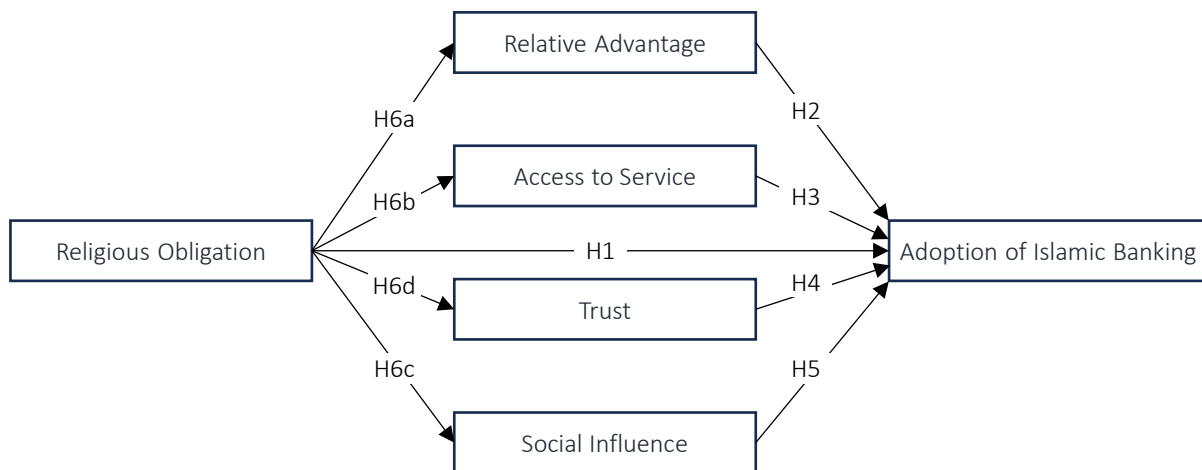 Relative Advantage
H6a
H2
Access to Service
H6b
H3
Religious Obligation
H1
Adoption of Islamic Banking
H6d
H4
Trust
H6c
H5
Social Influence